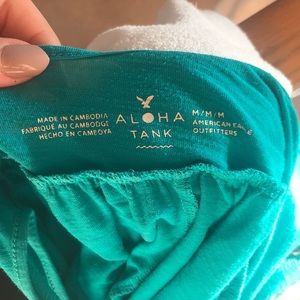 MADE IN CAMBODIA
FABRIQUÉ AU CAMBODGE
HECHO EN CAMBOYA
ALOHA
TANK
M/M/M
AMERICAN EAGLE
OUTFITTERS